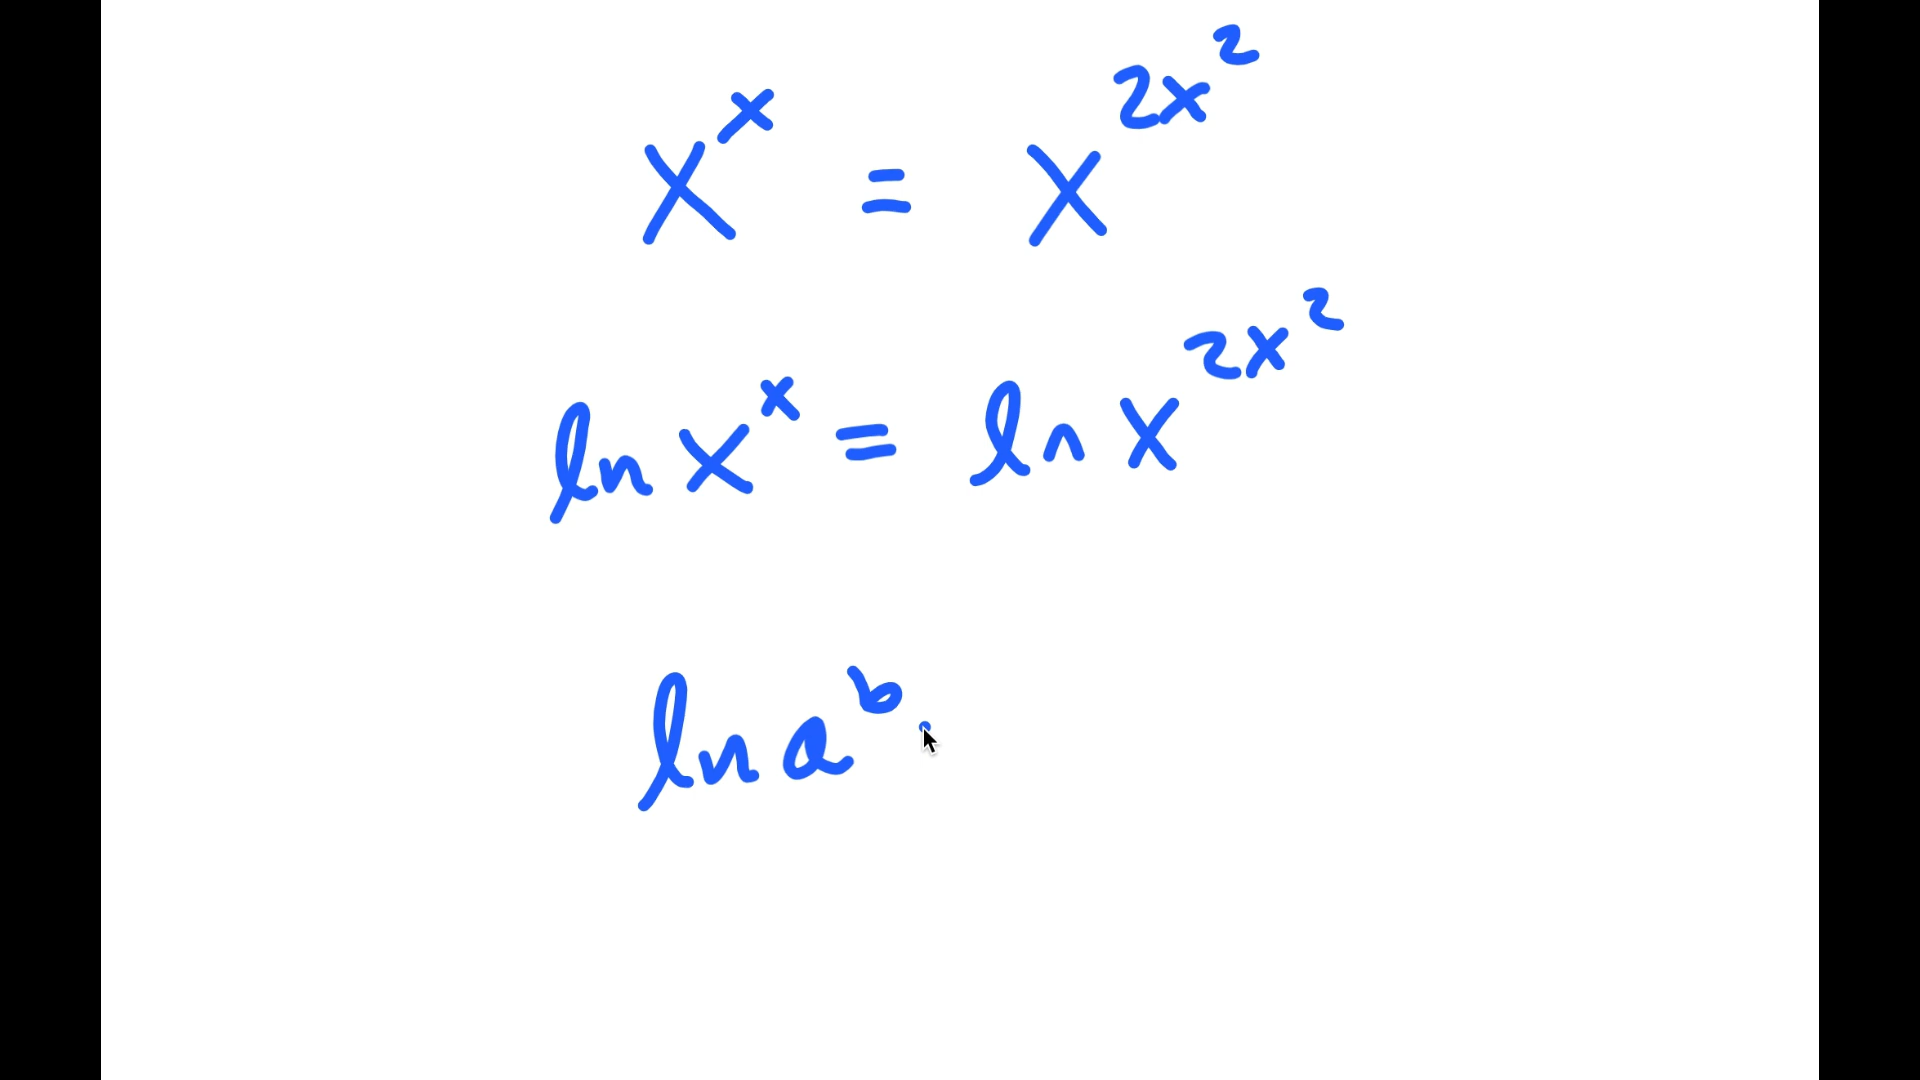 x^x = x^{2x^2}
ln x^x = ln x^{2x^2}
ln a^b